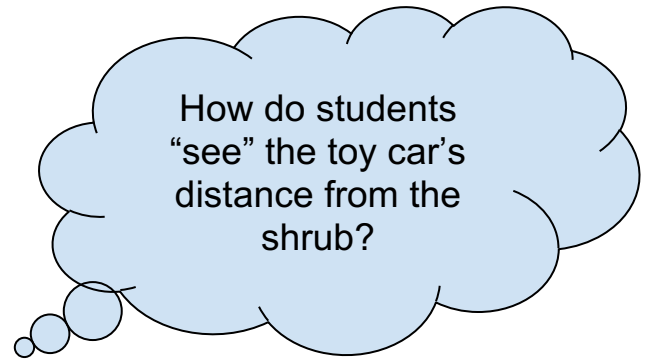 How do students
“see” the toy car’s
distance from the
shrub?